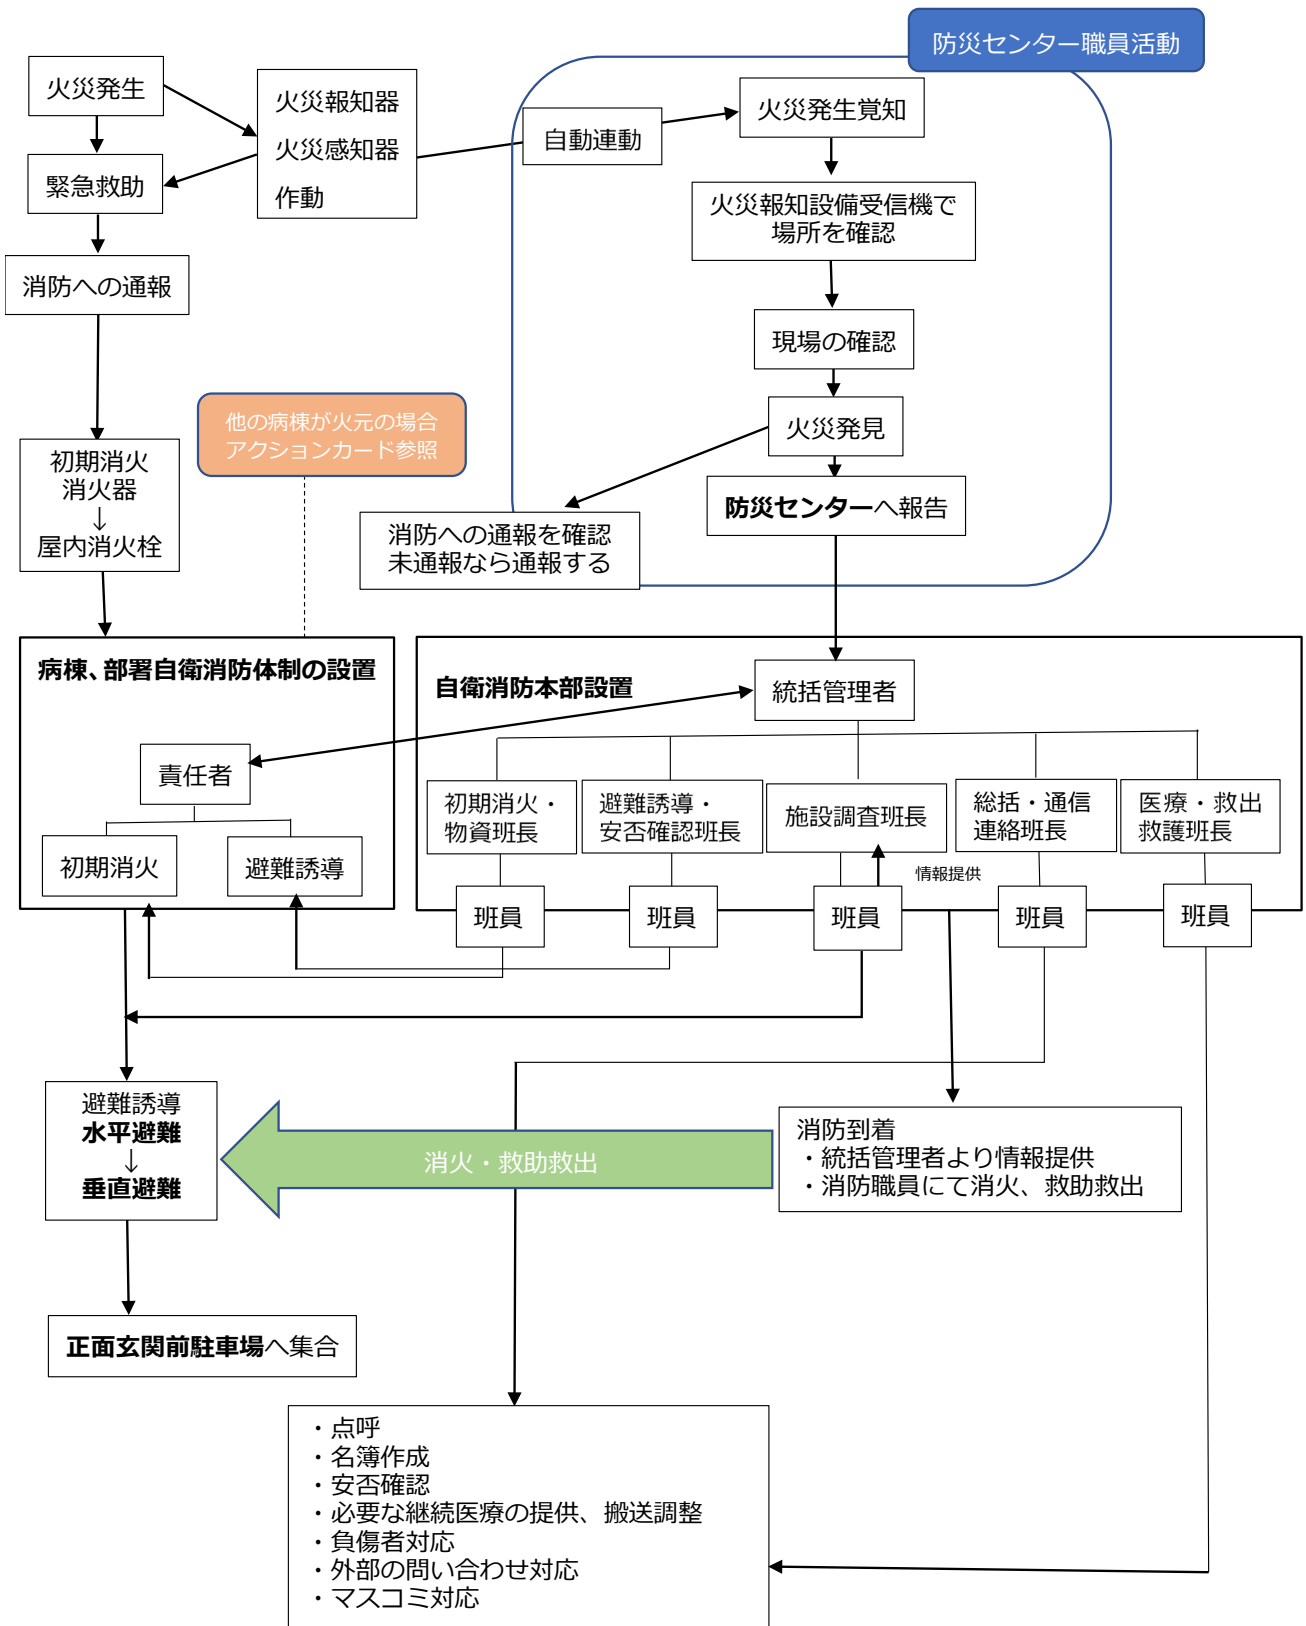 防災センター職員活動
火災発生
火災報知器
火災感知器
作動
自動連動
火災発生覚知
緊急救助
火災報知設備受信機で
場所を確認
消防への通報
現場の確認
他の病棟が火元の場合
アクションカード参照
火災発見
初期消火
消火器
↓
屋内消火栓
防災センターへ報告
消防への通報を確認
未通報なら通報する
病棟、部署自衛消防体制の設置
自衛消防本部設置
統括管理者
責任者
初期消火
避難誘導
初期消火・
物資班長
避難誘導・
安否確認班長
施設調査班長
総括・通信
連絡班長
医療・救出
救護班長
情報提供
班員
班員
班員
班員
班員
避難誘導
水平避難
↓
垂直避難
消火・救助救出
消防到着
・統括管理者より情報提供
・消防職員にて消火、救助救出
正面玄関前駐車場へ集合
・点呼
・名簿作成
・安否確認
・必要な継続医療の提供、搬送調整
・負傷者対応
・外部の問い合わせ対応
・マスコミ対応